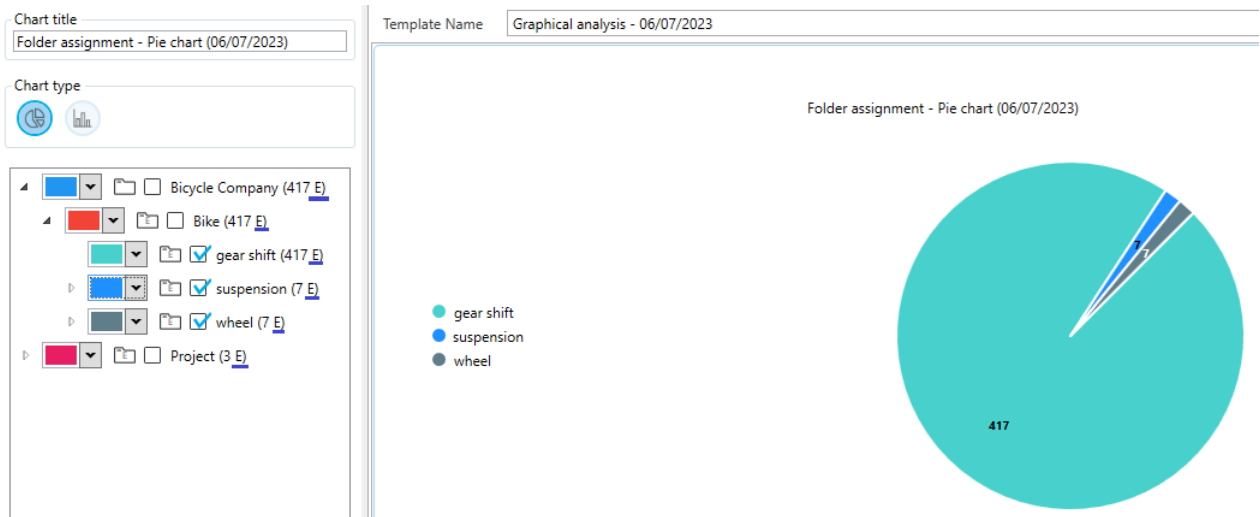 Chart title
Folder assignment - Pie chart (06/07/2023)
Chart type
Bicycle Company (417 E)
E
Bike (417 E)
E
gear shift (417 E)
E
suspension (7 E)
E
wheel (7 E)
E
Project (3 E)
Template Name
Graphical analysis - 06/07/2023
Folder assignment - Pie chart (06/07/2023)
gear shift
suspension
wheel
7
7
417